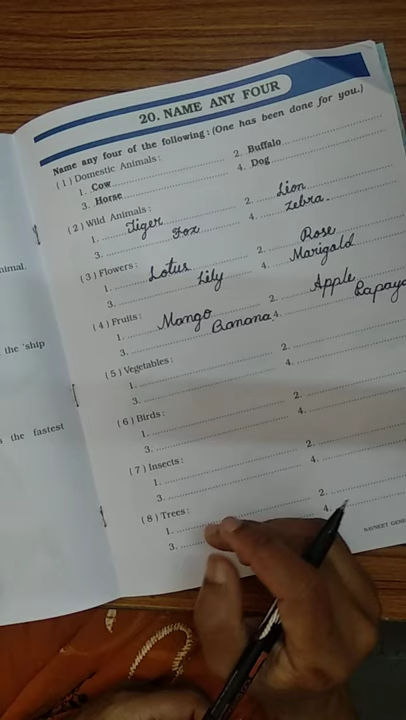 20. NAME ANY FOUR
Name any four of the following : (One has been done for you.)
( 1 ) Domestic Animals :
1. Cow 2. Buffalo
3. Horse 4. Dog
( 2 ) Wild Animals :
1. Tiger 2. Lion
3. Fox 4. Zebra.
( 3 ) Flowers :
1. Lotus 2. Rose
3. Lily 4. Marigold
( 4 ) Fruits :
1. Mango 2. Apple
3. Banana 4. Papaya
( 5 ) Vegetables :
1. 2.
3. 4.
( 6 ) Birds :
1. 2.
3. 4.
( 7 ) Insects :
1. 2.
3. 4.
( 8 ) Trees :
1. 2.
3. 4.
NAVNEET GENE
nimal.
the 'ship
s the fastest